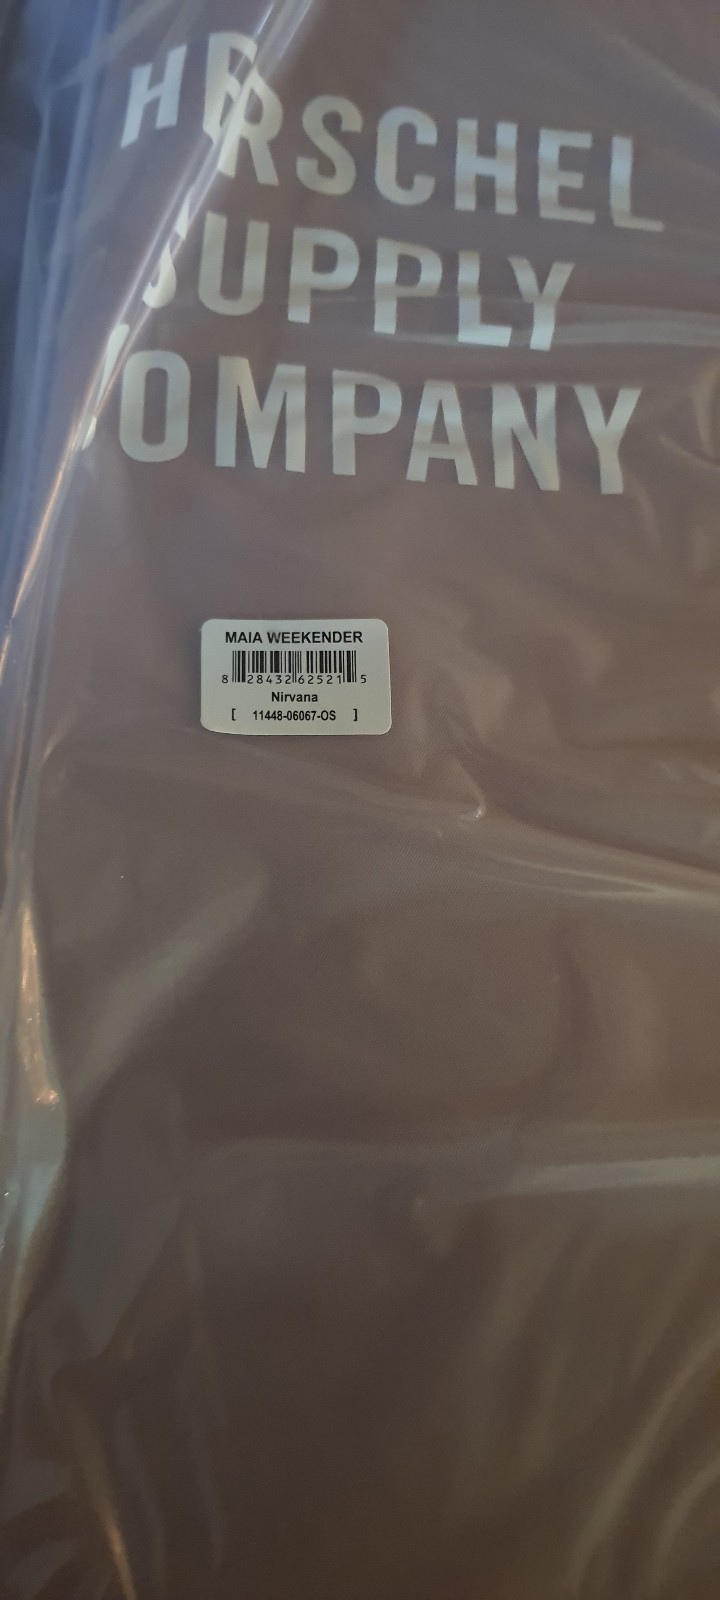 HERSCHEL
SUPPLY
COMPANY
MAIA WEEKENDER
8 28432 62521 5
Nirvana
[ 11448-06067-OS ]